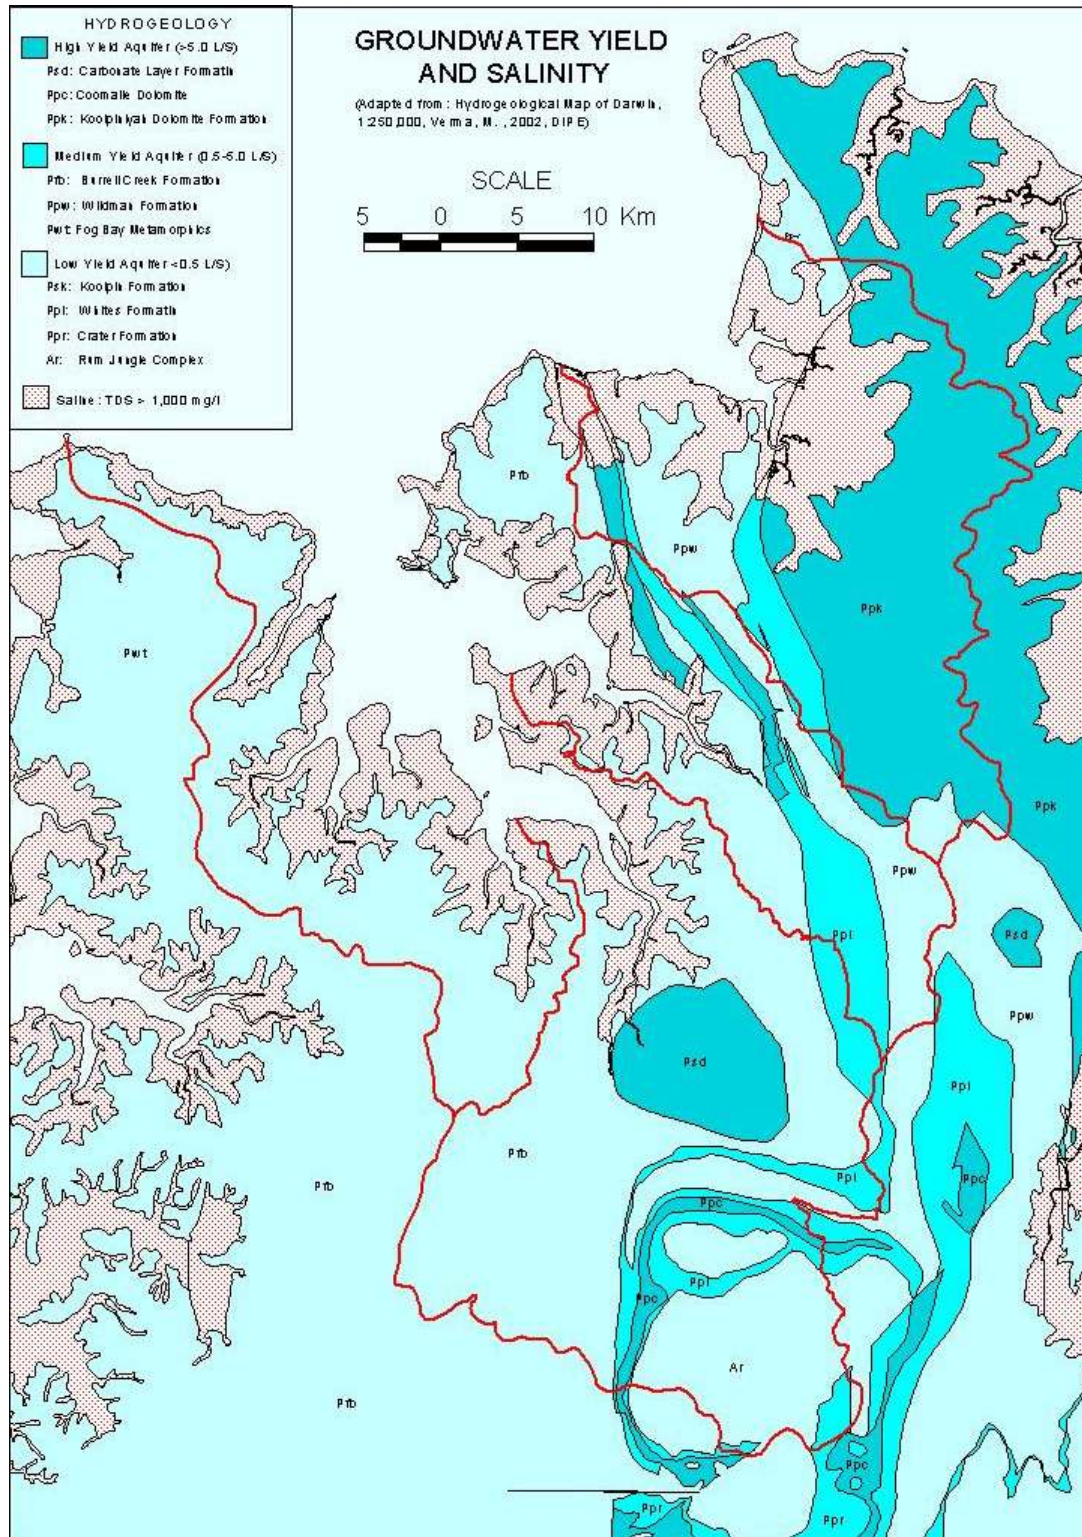 HYDROGEOLOGY
High Yield Aquifer (>5.0 L/S)
Psd: Carbonate Layer Formatn
Ppc: Coomalie Dolomite
Ppk: Koolpinlyah Dolomite Formation
Medium Yield Aquifer (0.5-5.0 L/S)
Pfb: Burrell Creek Formation
Ppw: Wildman Formation
Pwt: Fog Bay Metamorphics
Low Yield Aquifer <0.5 L/S)
Psk: Koolpin Formation
Ppl: Whites Formatn
Ppr: Crater Formation
Ar: Rum Jungle Complex
Saline: TDS > 1,000 mg/l
GROUNDWATER YIELD
AND SALINITY
(Adapted from: Hydrogeological Map of Darwin,
1:250,000, Verma, M., 2002, DIPE)
SCALE
5 0 5 10 Km
Pfb
Ppw
Ppk
Pwt
Ppk
Ppw
Ppl
Psd
Ppw
Psd
Ppl
Pfb
Pfb
Ppl
Ppc
Ppc
Ppl
Ppc
Ar
Pfb
Ppc
Ppr
Ppr